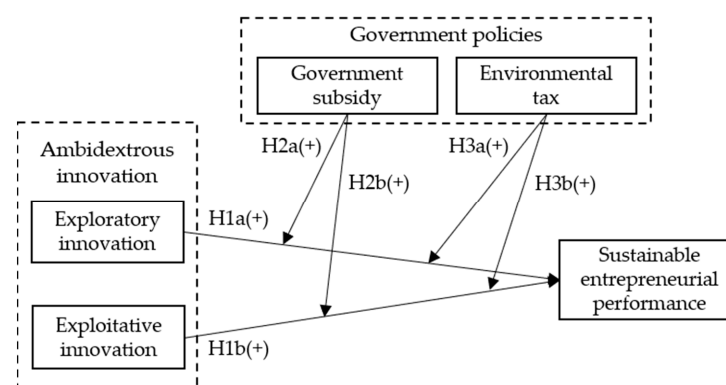 Government policies
Government
subsidy
Environmental
tax
H2a(+)
H3a(+)
H2b(+)
H3b(+)
Ambidextrous
innovation
Exploratory
innovation
H1a(+)
Sustainable
entrepreneurial
performance
Exploitative
innovation
H1b(+)